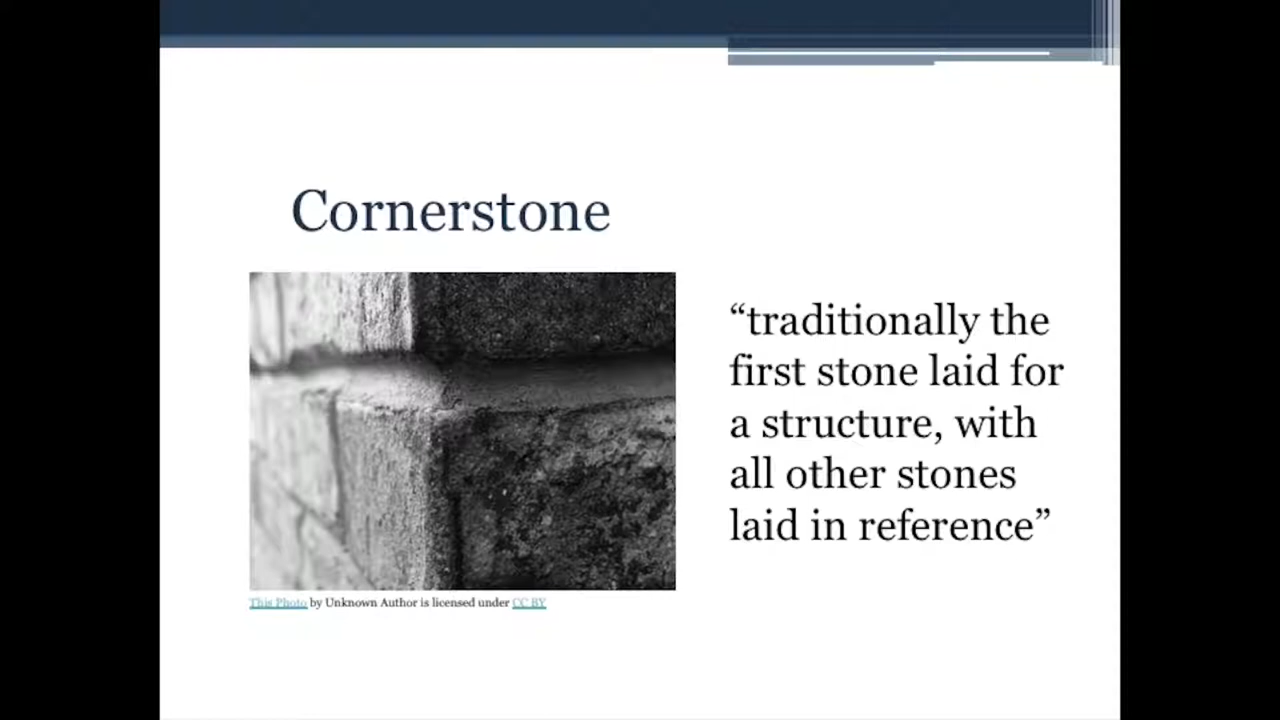 Cornerstone
“traditionally the
first stone laid for
a structure, with
all other stones
laid in reference”
This Photo by Unknown Author is licensed under CC BY